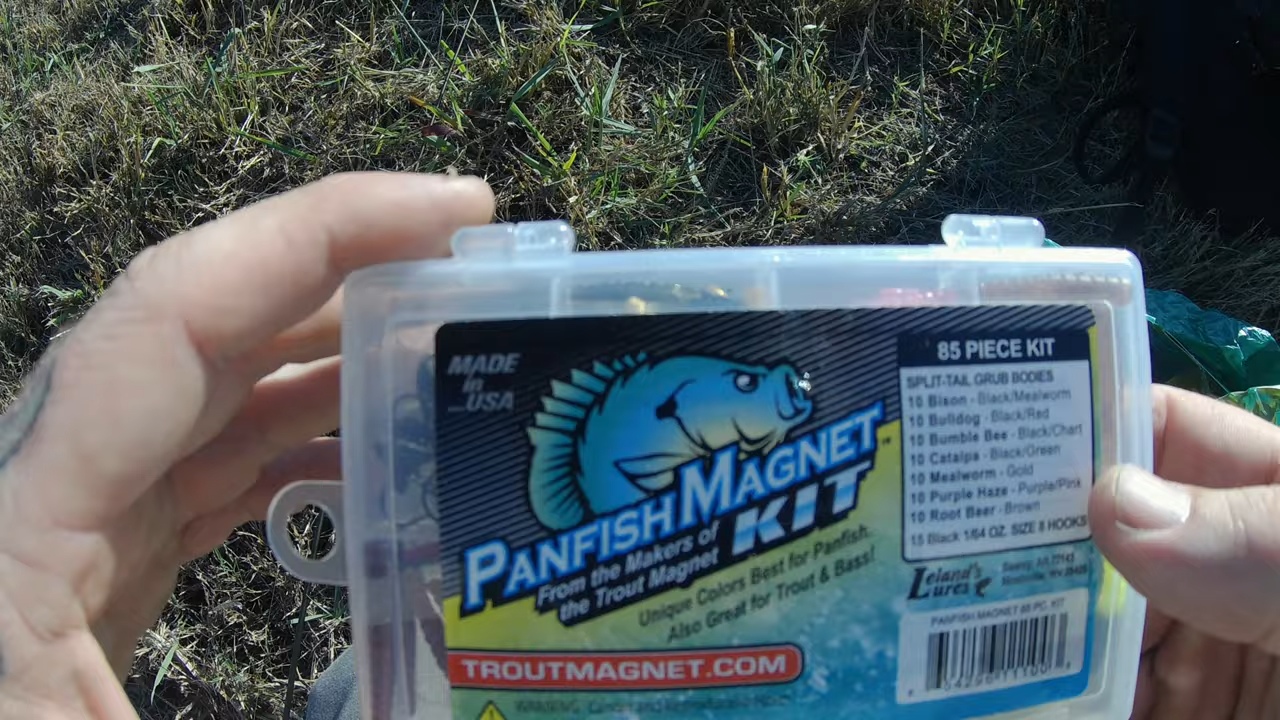 MADE
in
USA
PANFISH MAGNET™
KIT
From the Makers of
the Trout Magnet
Unique Colors Best for Panfish.
Also Great for Trout & Bass!
TROUTMAGNET.COM
WARNING:
85 PIECE KIT
SPLIT-TAIL GRUB BODIES
10 Bison - Black/Mealworm
10 Bulldog - Black/Red
10 Bumble Bee - Black/Chart
10 Catalpa - Black/Green
10 Mealworm - Gold
10 Purple Haze - Purple/Pink
10 Root Beer - Brown
15 Black 1/64 OZ. SIZE 8 HOOKS
Leland's
Lures
PANFISH MAGNET 85 PC. KIT